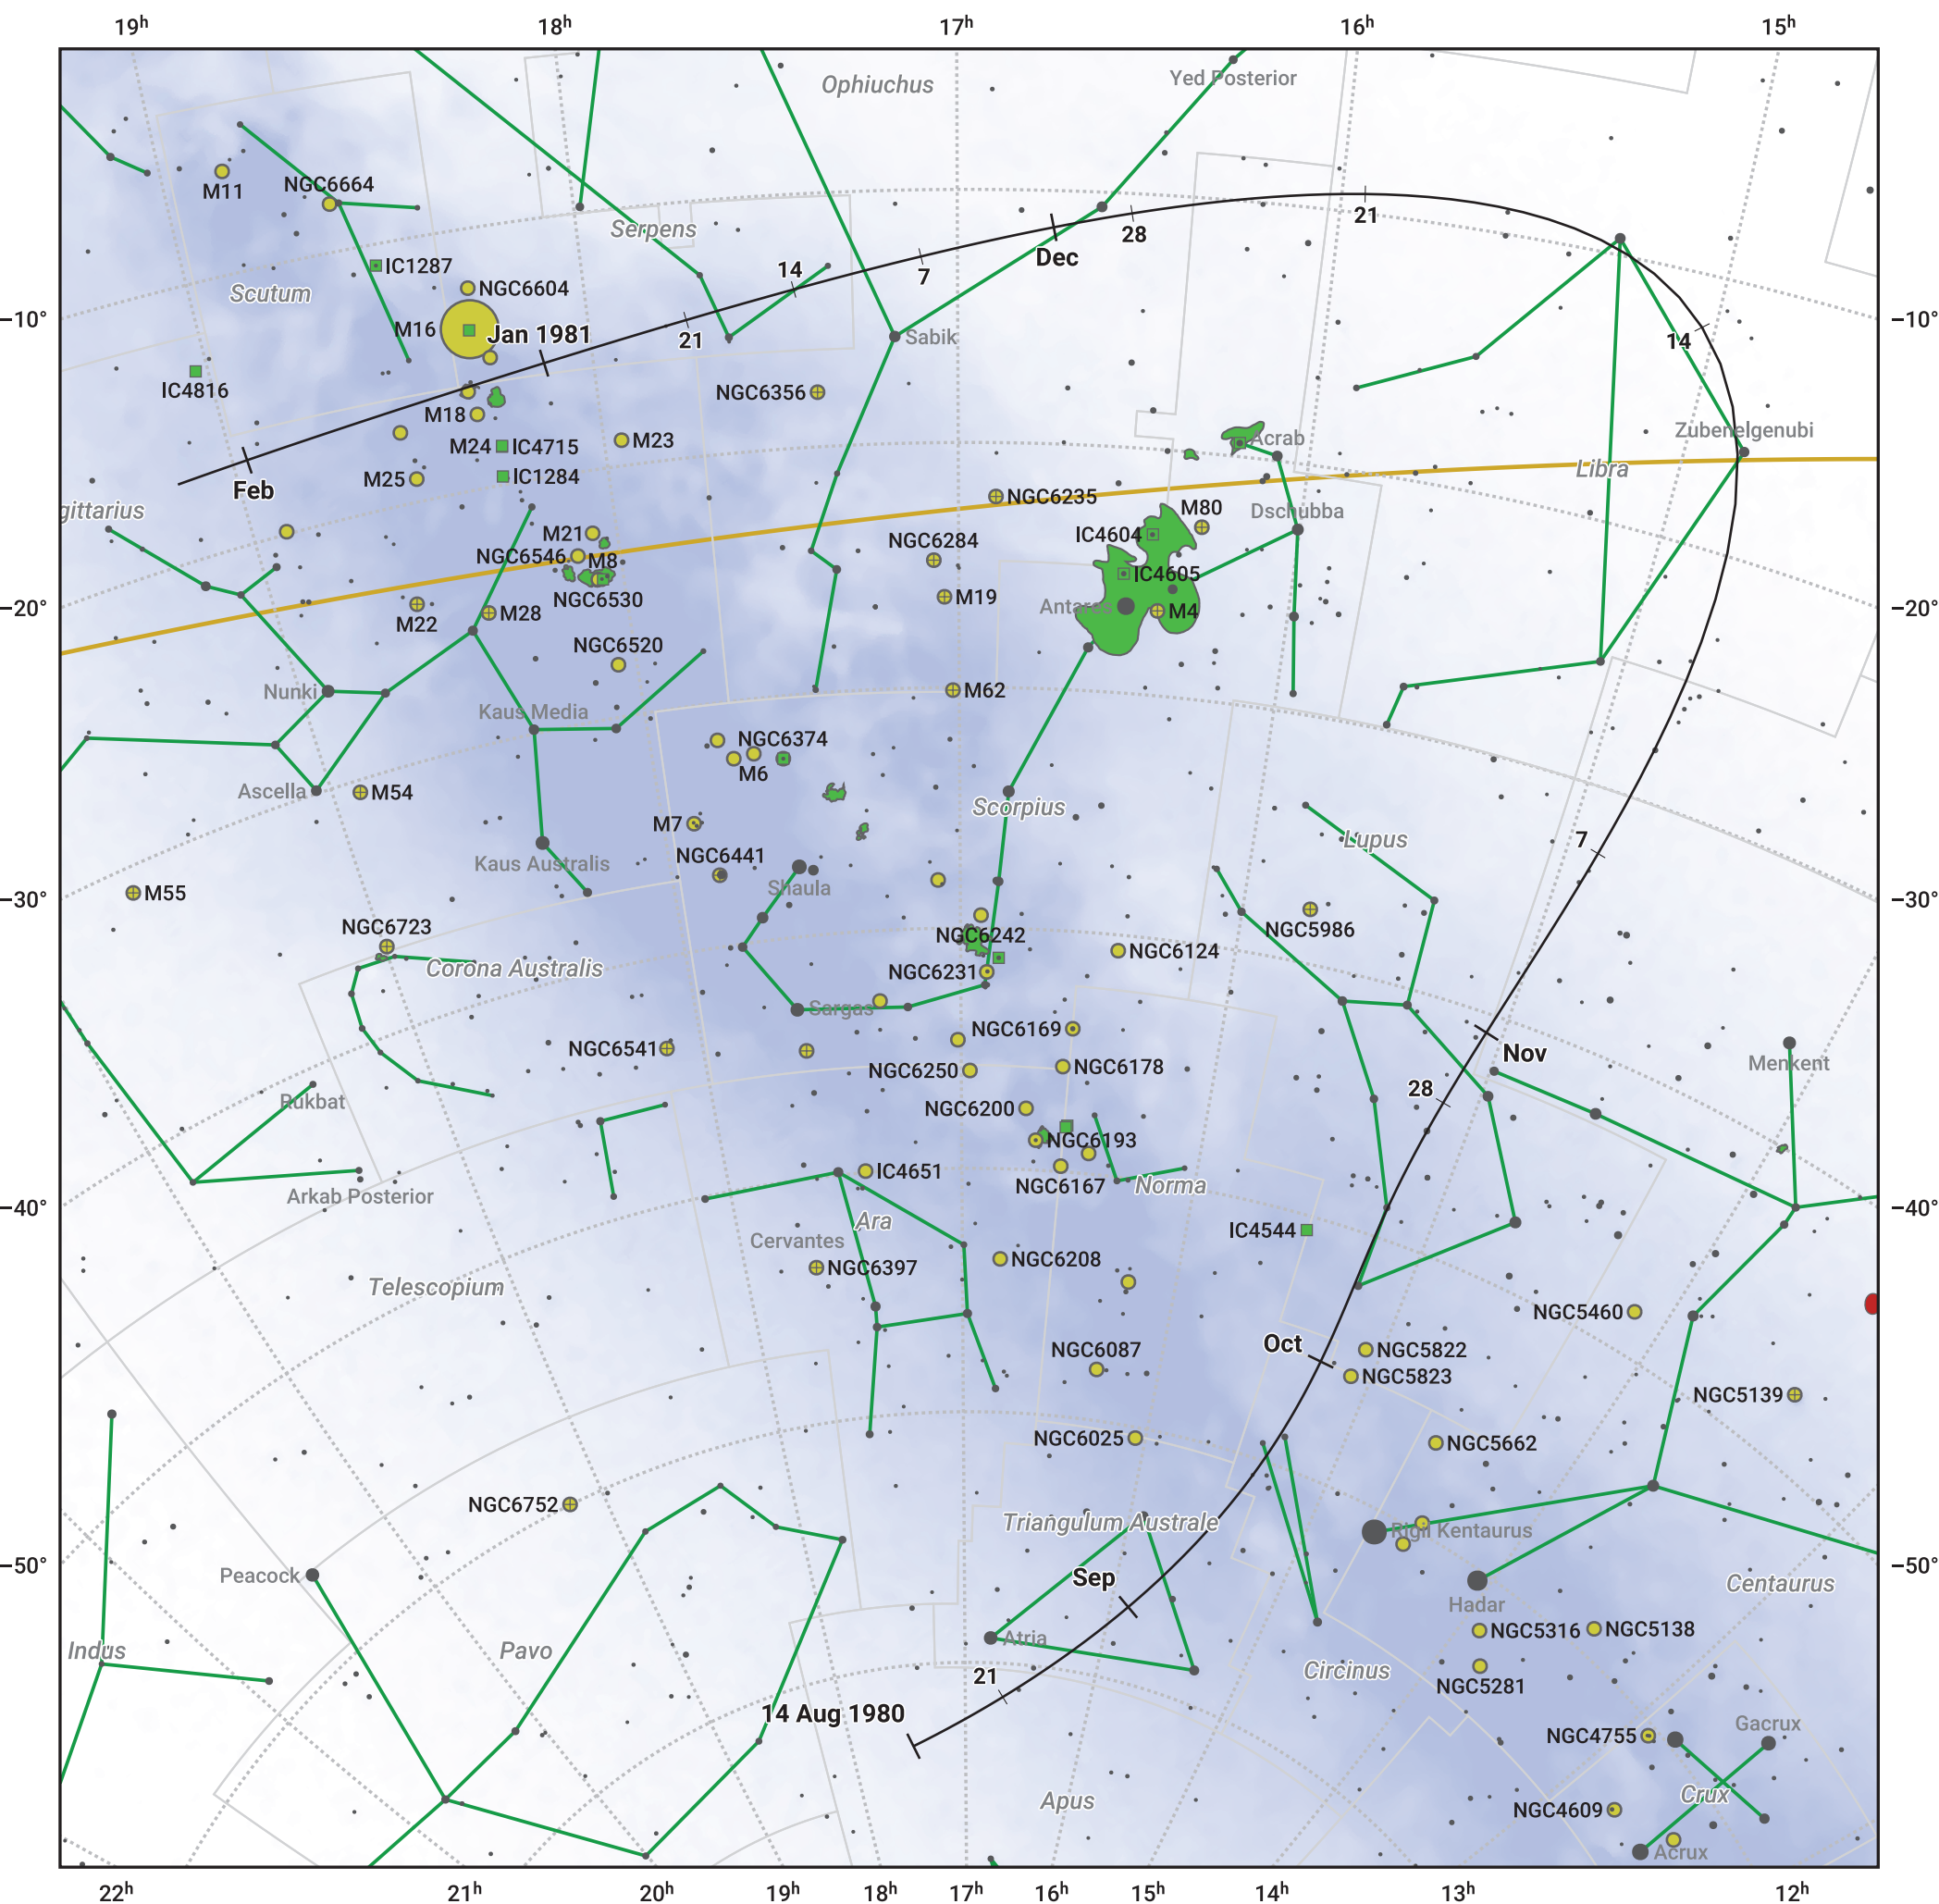 19ʰ 18ʰ 17ʰ 16ʰ 15ʰ
Ophiuchus
Yed Posterior
M11
NGC6664
Serpens
21
28
Dec
IC1287
14
7
Scutum
NGC6604
−10°
M16
Jan 1981
21
Sabik
14
−10°
IC4816
NGC6356
M18
Acrab
Zubenelgenubi
M24
IC4715
M23
Libra
M25
IC1284
Feb
gittarius
NGC6235
M80
Dschubba
M21
IC4604
NGC6284
NGC6546
M8
IC4605
NGC6530
M19
Antares
M4
−20°
−20°
M22
M28
NGC6520
Nunki
M62
Kaus Media
NGC6374
M6
Ascella
M54
Scorpius
M7
Lupus
7
NGC6441
Kaus Australis
Shaula
M55
−30°
−30°
NGC6723
NGC5986
NGC6242
Corona Australis
NGC6124
NGC6231
Sargas
NGC6169
Nov
NGC6541
Menkent
NGC6250
NGC6178
28
Rukbat
NGC6200
NGC6193
IC4651
NGC6167
Norma
Arkab Posterior
−40°
−40°
Ara
IC4544
Cervantes
NGC6208
NGC6397
Telescopium
NGC5460
Oct
NGC6087
NGC5822
NGC5823
NGC5139
NGC6025
NGC5662
NGC6752
Triangulum Australe
Rigil Kentaurus
−50°
−50°
Peacock
Sep
Centaurus
Hadar
NGC5316
NGC5138
Indus
Pavo
Atria
Circinus
21
NGC5281
14 Aug 1980
Gacrux
NGC4755
Apus
Crux
NGC4609
Acrux
22ʰ 21ʰ 20ʰ 19ʰ 18ʰ 17ʰ 16ʰ 15ʰ 14ʰ 13ʰ 12ʰ